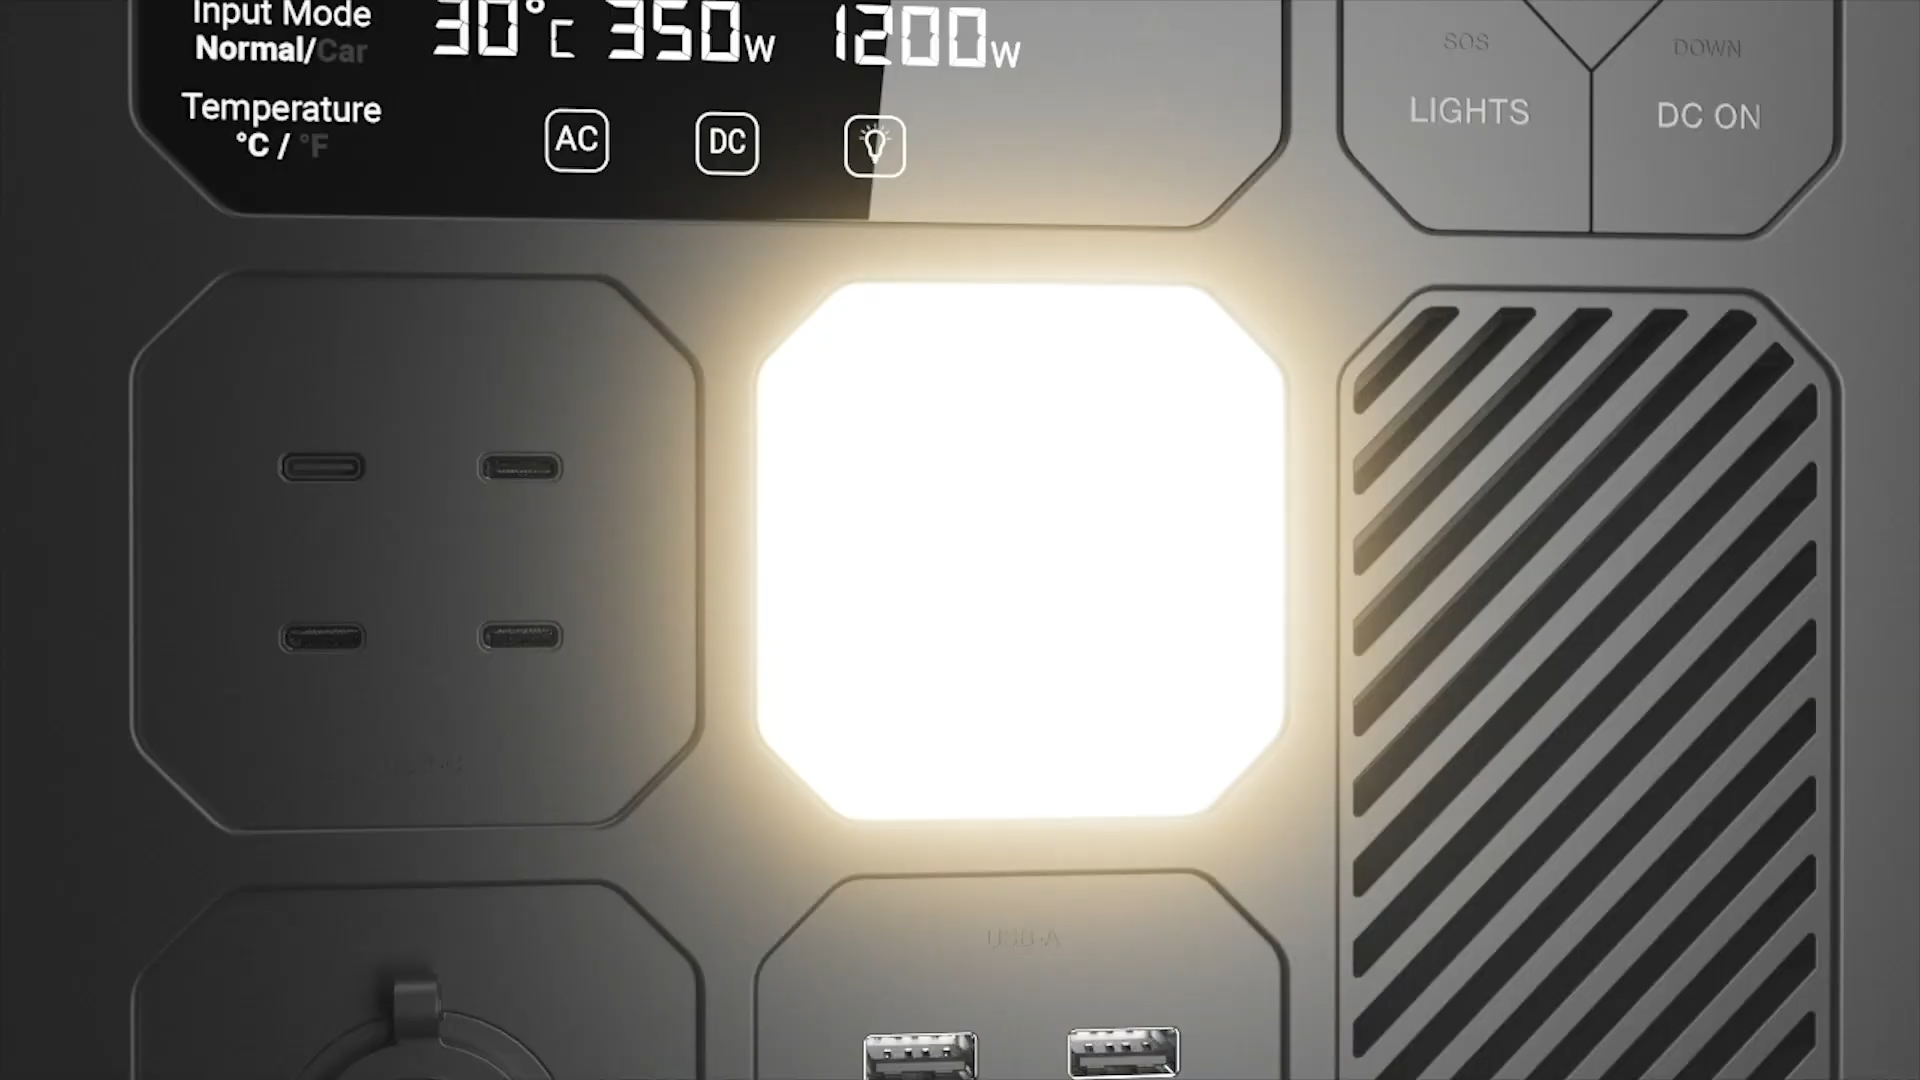 Input Mode
Normal/Car
30°C 350W 1200W
Temperature
°C / °F
AC
DC
SOS
DOWN
LIGHTS
DC ON
USB-A